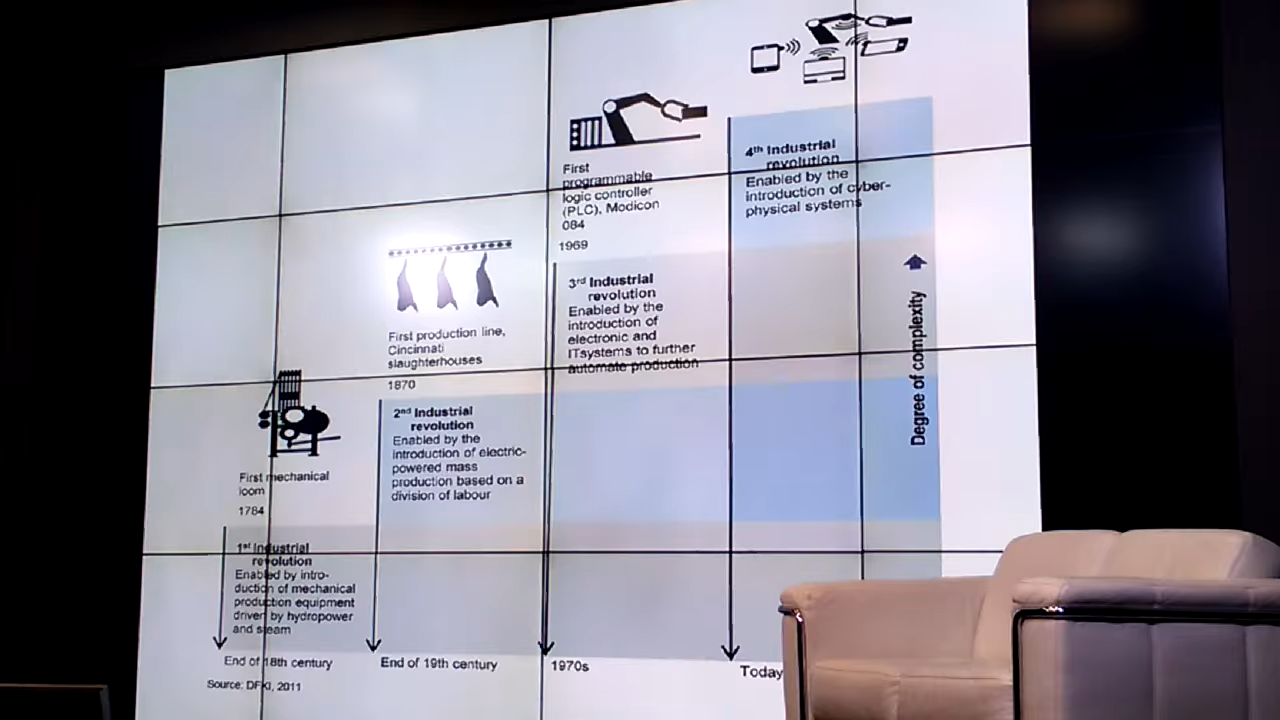 4th Industrial
revolution
Enabled by the
introduction of cyber-
physical systems
First
programmable
logic controller
(PLC), Modicon
084
1969
3rd Industrial
revolution
Enabled by the
introduction of
electronic and
ITsystems to further
automate production
First production line,
Cincinnati
slaughterhouses
1870
2nd Industrial
revolution
Enabled by the
introduction of electric-
powered mass
production based on a
division of labour
First mechanical
loom
1784
1st Industrial
revolution
Enabled by intro-
duction of mechanical
production equipment
driven by hydropower
and steam
Degree of complexity
End of 18th century
End of 19th century
1970s
Today
Source: DFKI, 2011